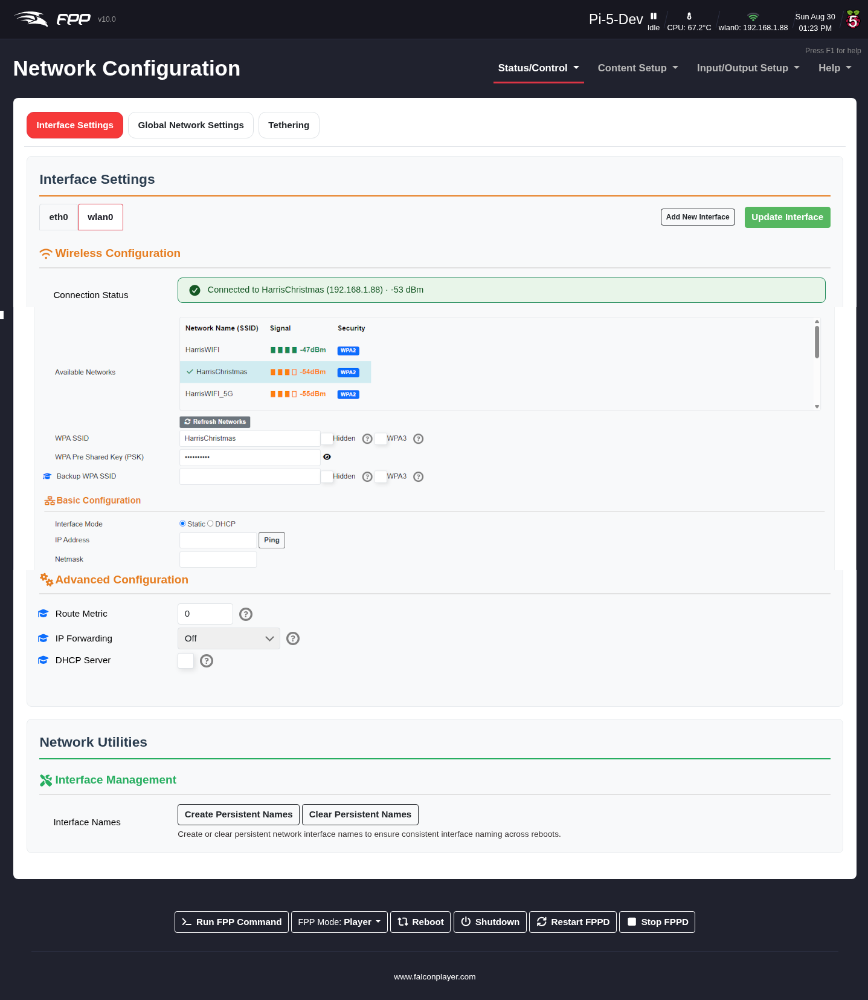 FPP v10.0
Pi-5-Dev
Idle
CPU: 67.2°C
wlan0: 192.168.1.88
Sun Aug 30
01:23 PM
5
Press F1 for help
Network Configuration
Status/Control
Content Setup
Input/Output Setup
Help
Interface Settings
Global Network Settings
Tethering
Interface Settings
eth0
wlan0
Add New Interface
Update Interface
Wireless Configuration
Connection Status
Connected to HarrisChristmas (192.168.1.88) · -53 dBm
Available Networks
Network Name (SSID) Signal Security
HarrisWIFI -47dBm WPA2
HarrisChristmas -54dBm WPA2
HarrisWIFI_5G -55dBm WPA2
Refresh Networks
WPA SSID HarrisChristmas Hidden ? WPA3 ?
WPA Pre Shared Key (PSK) ••••••••••
Backup WPA SSID Hidden ? WPA3 ?
Basic Configuration
Interface Mode Static DHCP
IP Address Ping
Netmask
Advanced Configuration
Route Metric 0 ?
IP Forwarding Off ?
DHCP Server ?
Network Utilities
Interface Management
Interface Names
Create Persistent Names
Clear Persistent Names
Create or clear persistent network interface names to ensure consistent interface naming across reboots.
Run FPP Command
FPP Mode: Player
Reboot
Shutdown
Restart FPPD
Stop FPPD
www.falconplayer.com